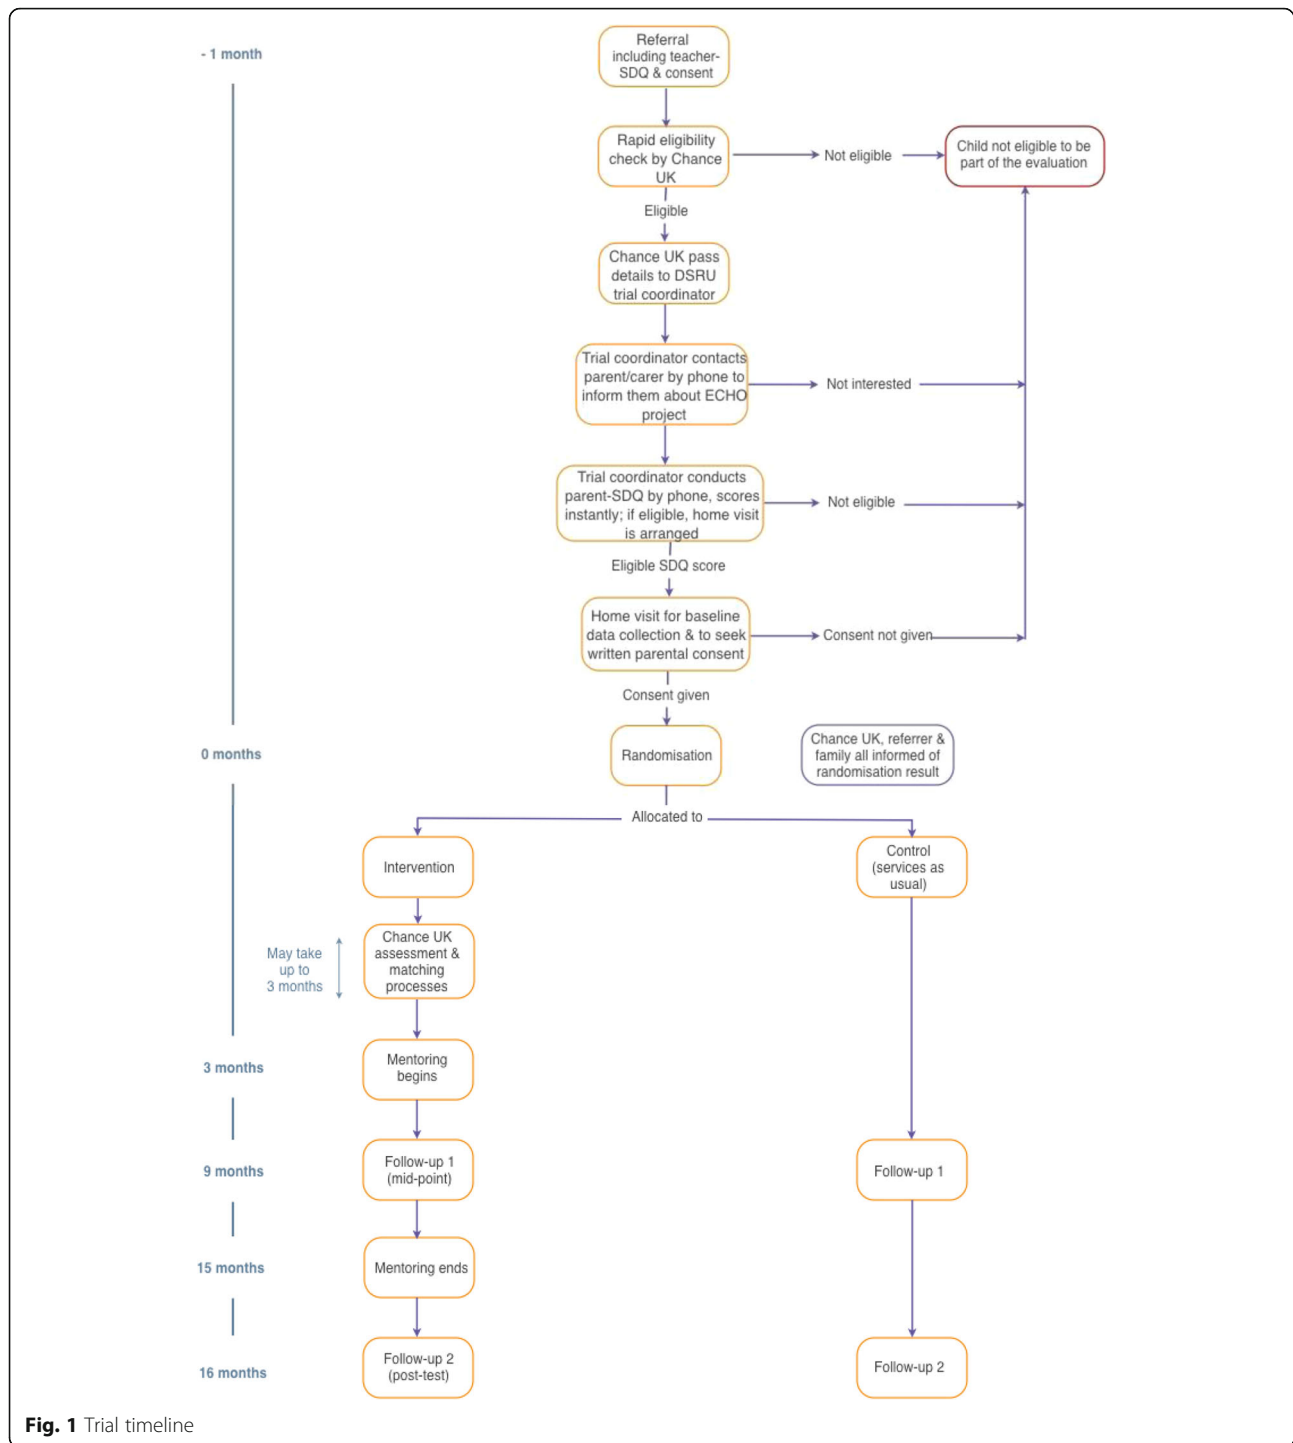 - 1 month
Referral
including teacher-
SDQ & consent
Rapid eligibility
check by Chance
UK
Not eligible
Child not eligible to be
part of the evaluation
Eligible
Chance UK pass
details to DSRU
trial coordinator
Trial coordinator contacts
parent/carer by phone to
inform them about ECHO
project
Not interested
Trial coordinator conducts
parent-SDQ by phone, scores
instantly; if eligible, home visit
is arranged
Not eligible
Eligible SDQ score
Home visit for baseline
data collection & to seek
written parental consent
Consent not given
Consent given
0 months
Randomisation
Chance UK, referrer &
family all informed of
randomisation result
Allocated to
Intervention
Control
(services as
usual)
May take
up to
3 months
Chance UK
assessment &
matching
processes
3 months
Mentoring
begins
9 months
Follow-up 1
(mid-point)
Follow-up 1
15 months
Mentoring ends
16 months
Follow-up 2
(post-test)
Follow-up 2
Fig. 1 Trial timeline